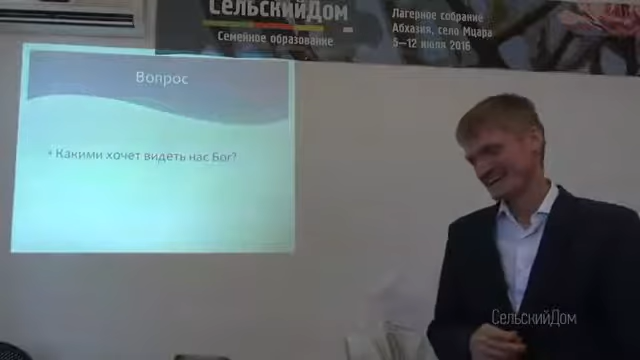 СельскийДом
Семейное образование
Лагерное собрание
Абхазия, село Мцара
5–12 июля 2016
Вопрос
• Какими хочет видеть нас Бог?
СельскийДом